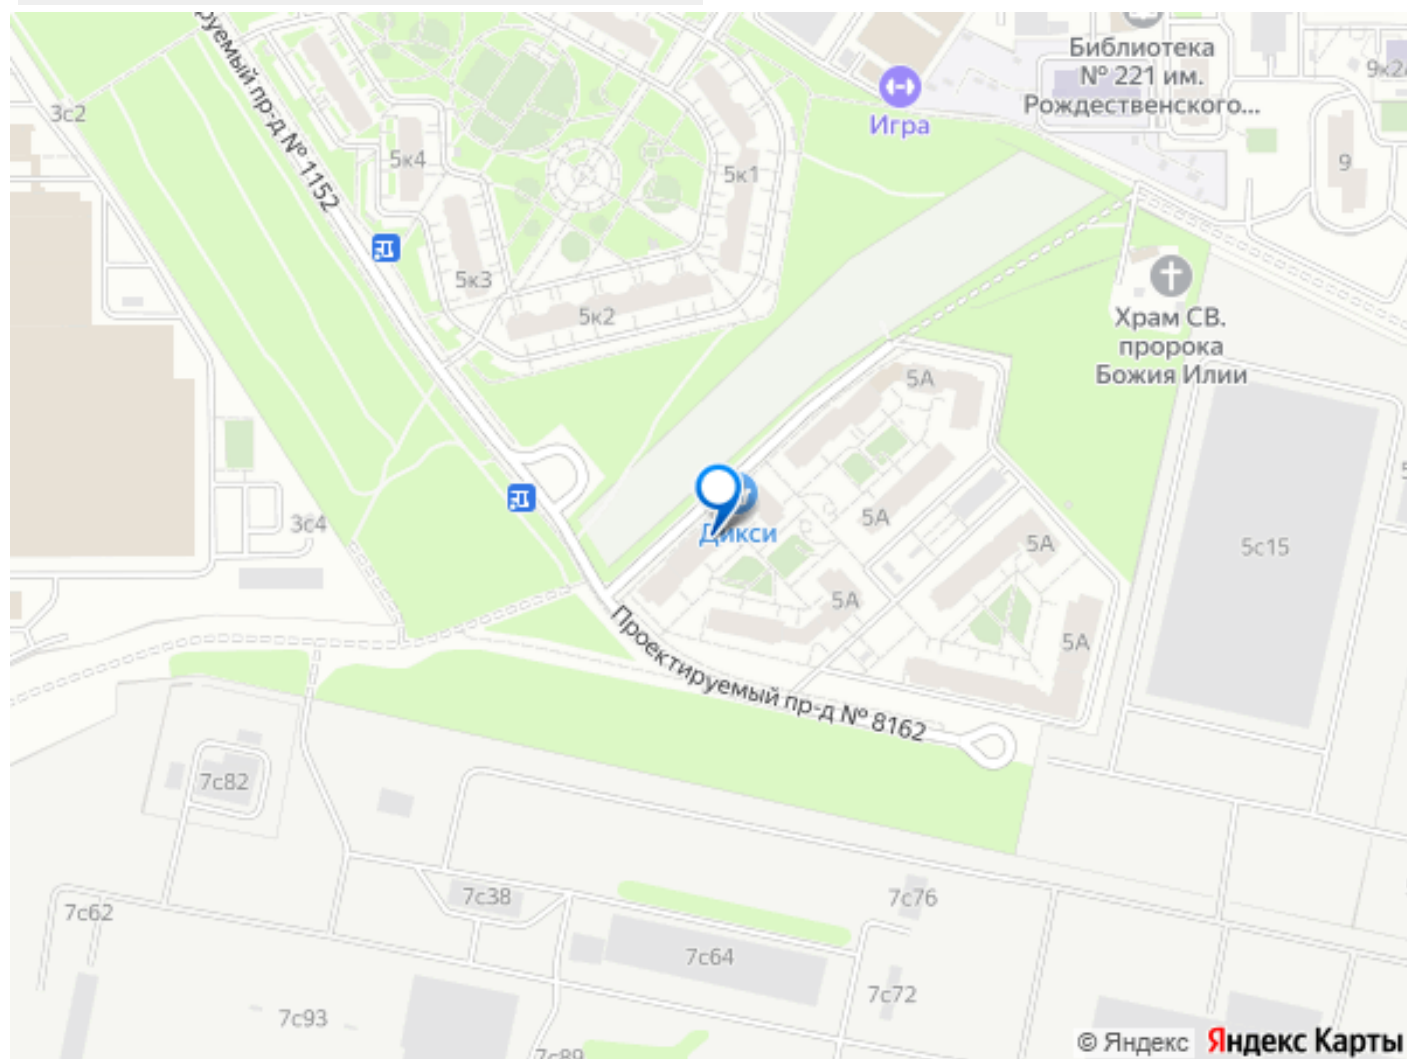 руемый пр-д № 1152
3с2
5к4
5к3
5к2
5к1
Игра
Библиотека
№ 221 им.
Рождественского...
9к2
9
Храм СВ.
пророка
Божия Илии
5А
Дикси
5А
5А
5А
5А
5с15
3с4
Проектируемый пр-д № 8162
7с82
7с38
7с62
7с76
7с64
7с72
7с93
7с89
© Яндекс
Яндекс Карты